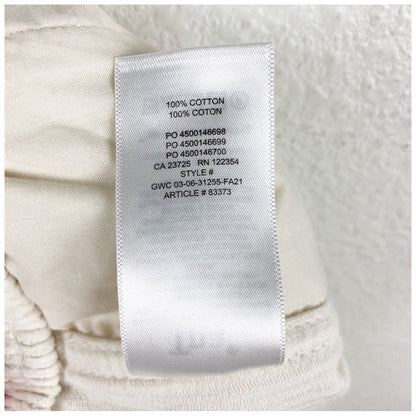 100% COTTON
100% COTON
PO 4500146698
PO 4500146699
PO 4500146700
CA 23725 RN 122354
STYLE #
GWC 03-06-31255-FA21
ARTICLE # 83373